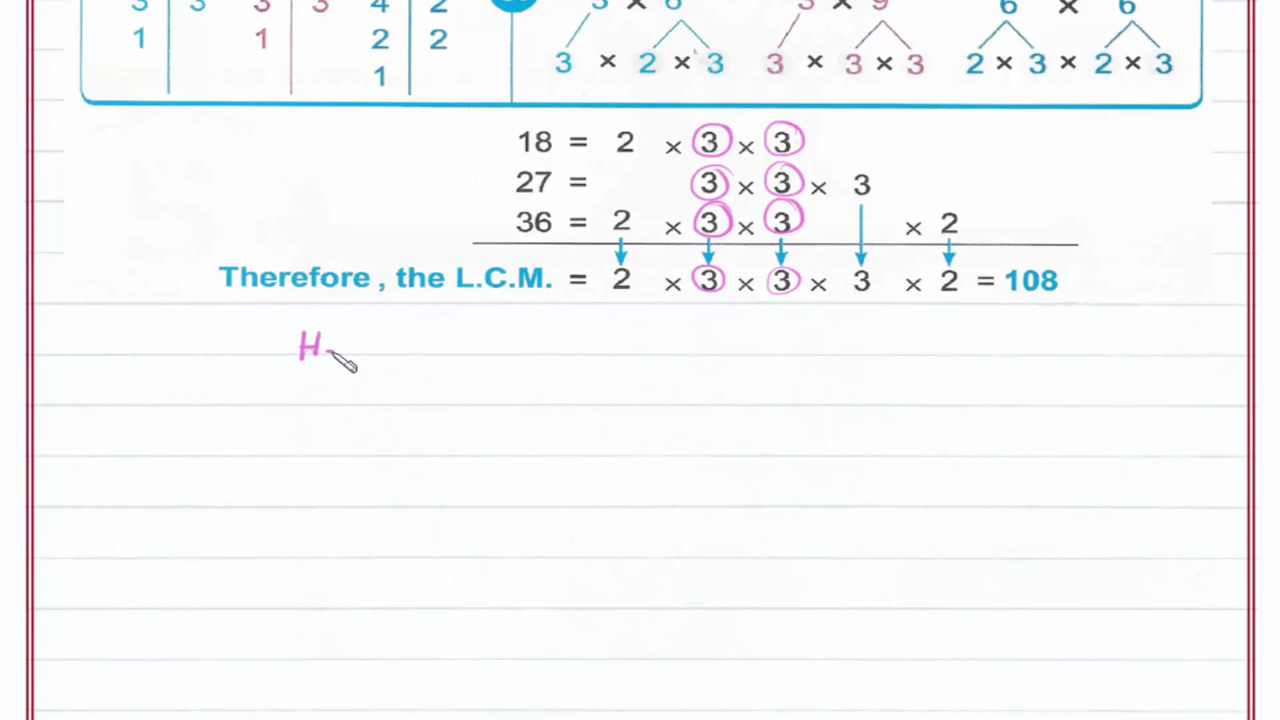 3 3 3 3 4 2 3 × 6 3 × 9 6 × 6
1 1 2 2
3 × 2 × 3 3 × 3 × 3 2 × 3 × 2 × 3
1
18 = 2 × 3 × 3
27 = 3 × 3 × 3
36 = 2 × 3 × 3 × 2
Therefore , the L.C.M. = 2 × 3 × 3 × 3 × 2 = 108
H